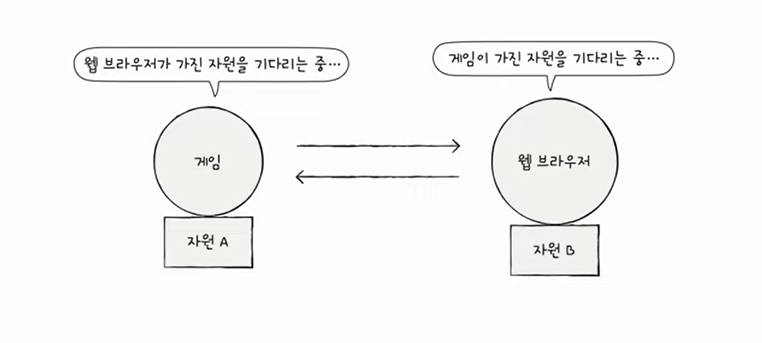 웹 브라우저가 가진 자원을 기다리는 중…
게임이 가진 자원을 기다리는 중…
게임
웹 브라우저
자원 A
자원 B